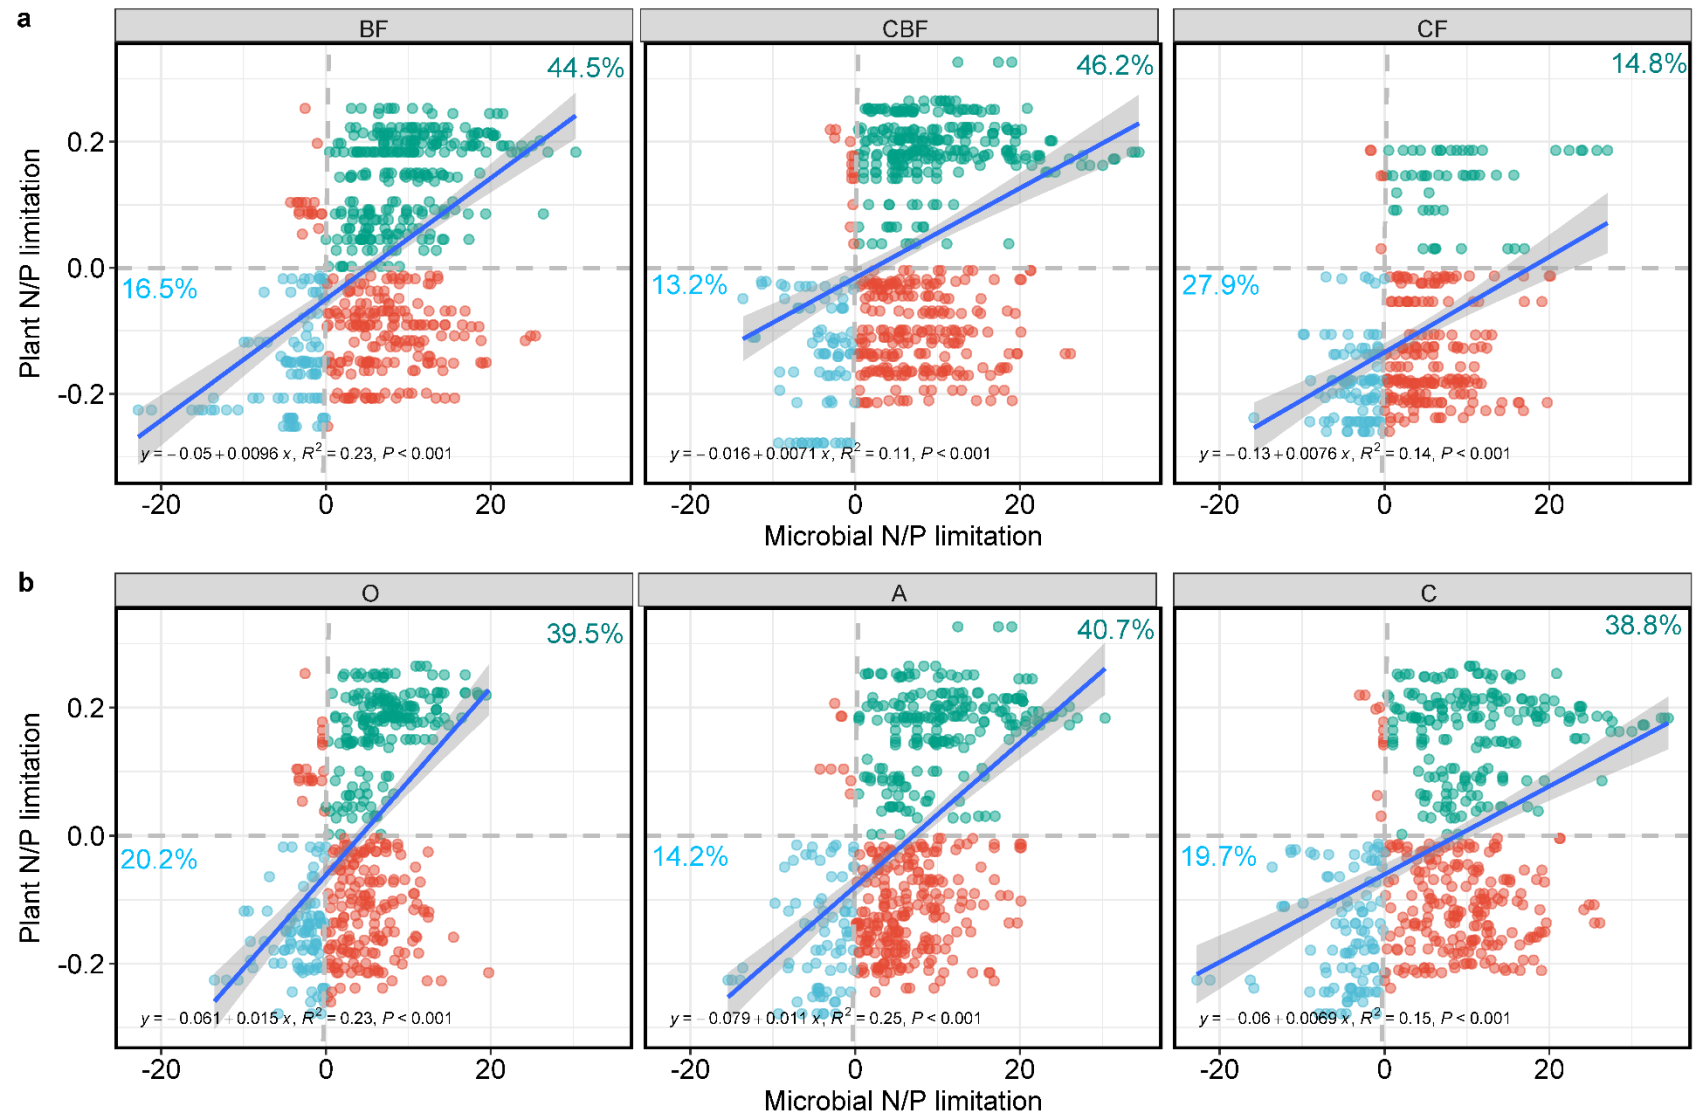 a
BF CBF CF
44.5% 46.2% 14.8%
0.2
0.0
16.5% 13.2% 27.9%
-0.2
Plant N/P limitation
y = −0.05 + 0.0096 x, R² = 0.23, P < 0.001 y = −0.016 + 0.0071 x, R² = 0.11, P < 0.001 y = −0.13 + 0.0076 x, R² = 0.14, P < 0.001
-20 0 20 -20 0 20 -20 0 20
Microbial N/P limitation
b
O A C
39.5% 40.7% 38.8%
0.2
0.0
20.2% 14.2% 19.7%
-0.2
Plant N/P limitation
y = −0.061 + 0.015 x, R² = 0.23, P < 0.001 y = −0.079 + 0.011 x, R² = 0.25, P < 0.001 y = −0.06 + 0.0069 x, R² = 0.15, P < 0.001
-20 0 20 -20 0 20 -20 0 20
Microbial N/P limitation